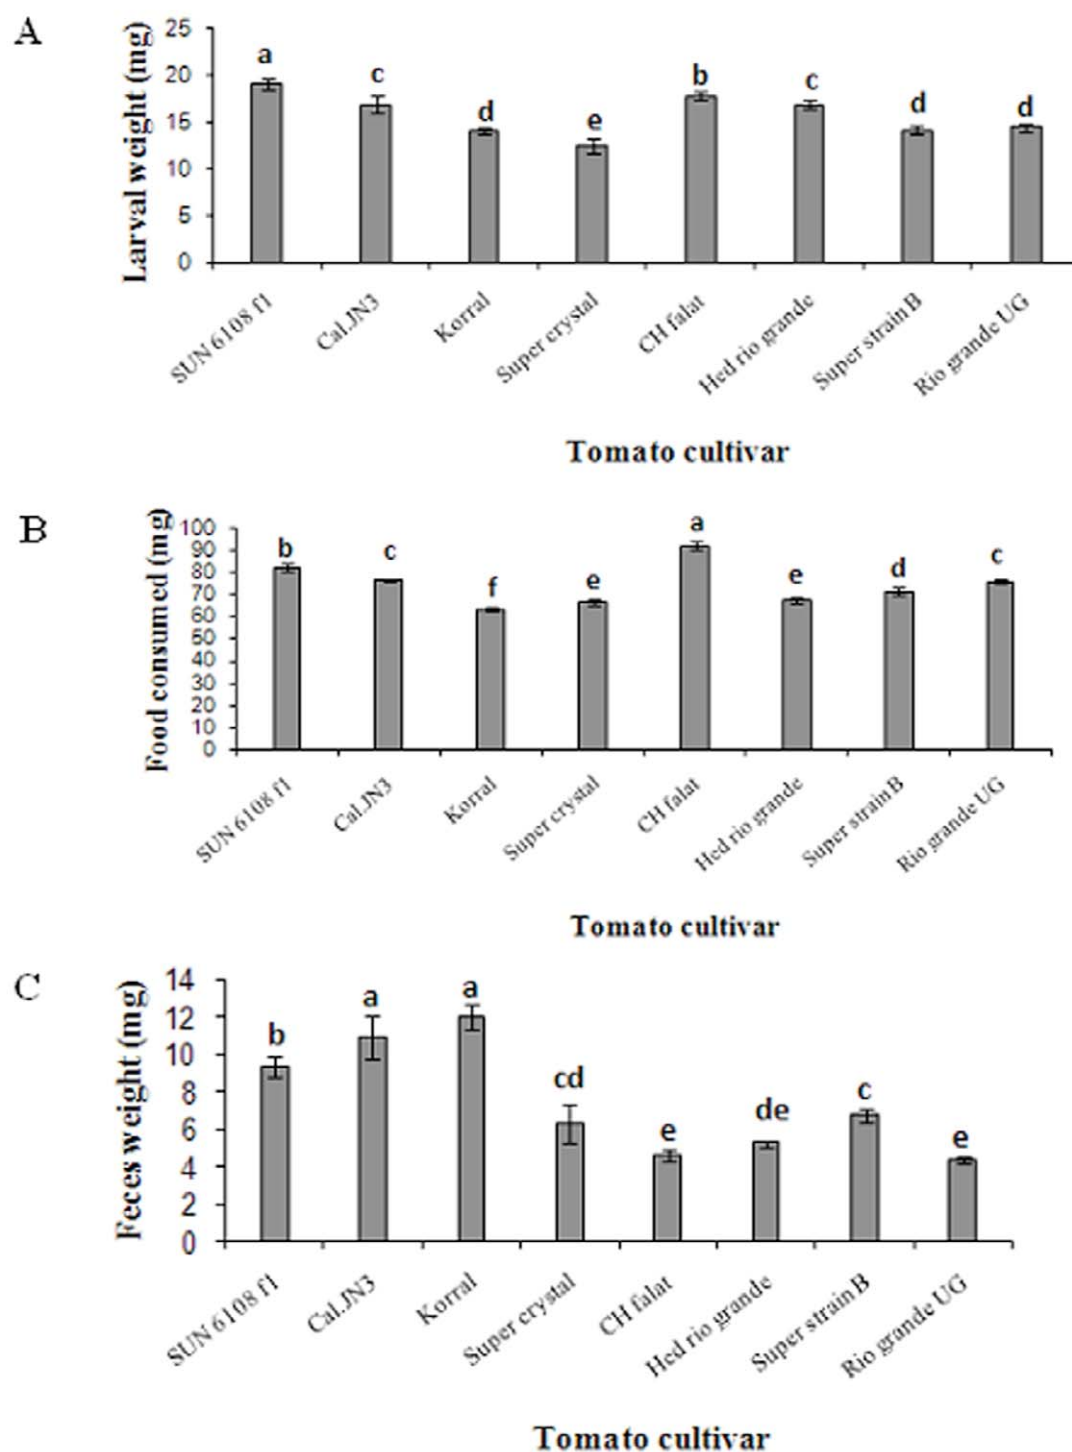 A
Larval weight (mg)
25
20
15
10
5
0
a
c
d
e
b
c
d
d
SUN 6108 f1
Cal.JN3
Korral
Super crystal
CH falat
Hed rio grande
Super strain B
Rio grande UG
Tomato cultivar
B
Food consumed (mg)
100
90
80
70
60
50
40
30
20
10
0
b
c
f
e
a
e
d
c
SUN 6108 f1
Cal.JN3
Korral
Super crystal
CH falat
Hed rio grande
Super strain B
Rio grande UG
Tomato cultivar
C
Feces weight (mg)
14
12
10
8
6
4
2
0
b
a
a
cd
e
de
c
e
SUN 6108 f1
Cal.JN3
Korral
Super crystal
CH falat
Hed rio grande
Super strain B
Rio grande UG
Tomato cultivar